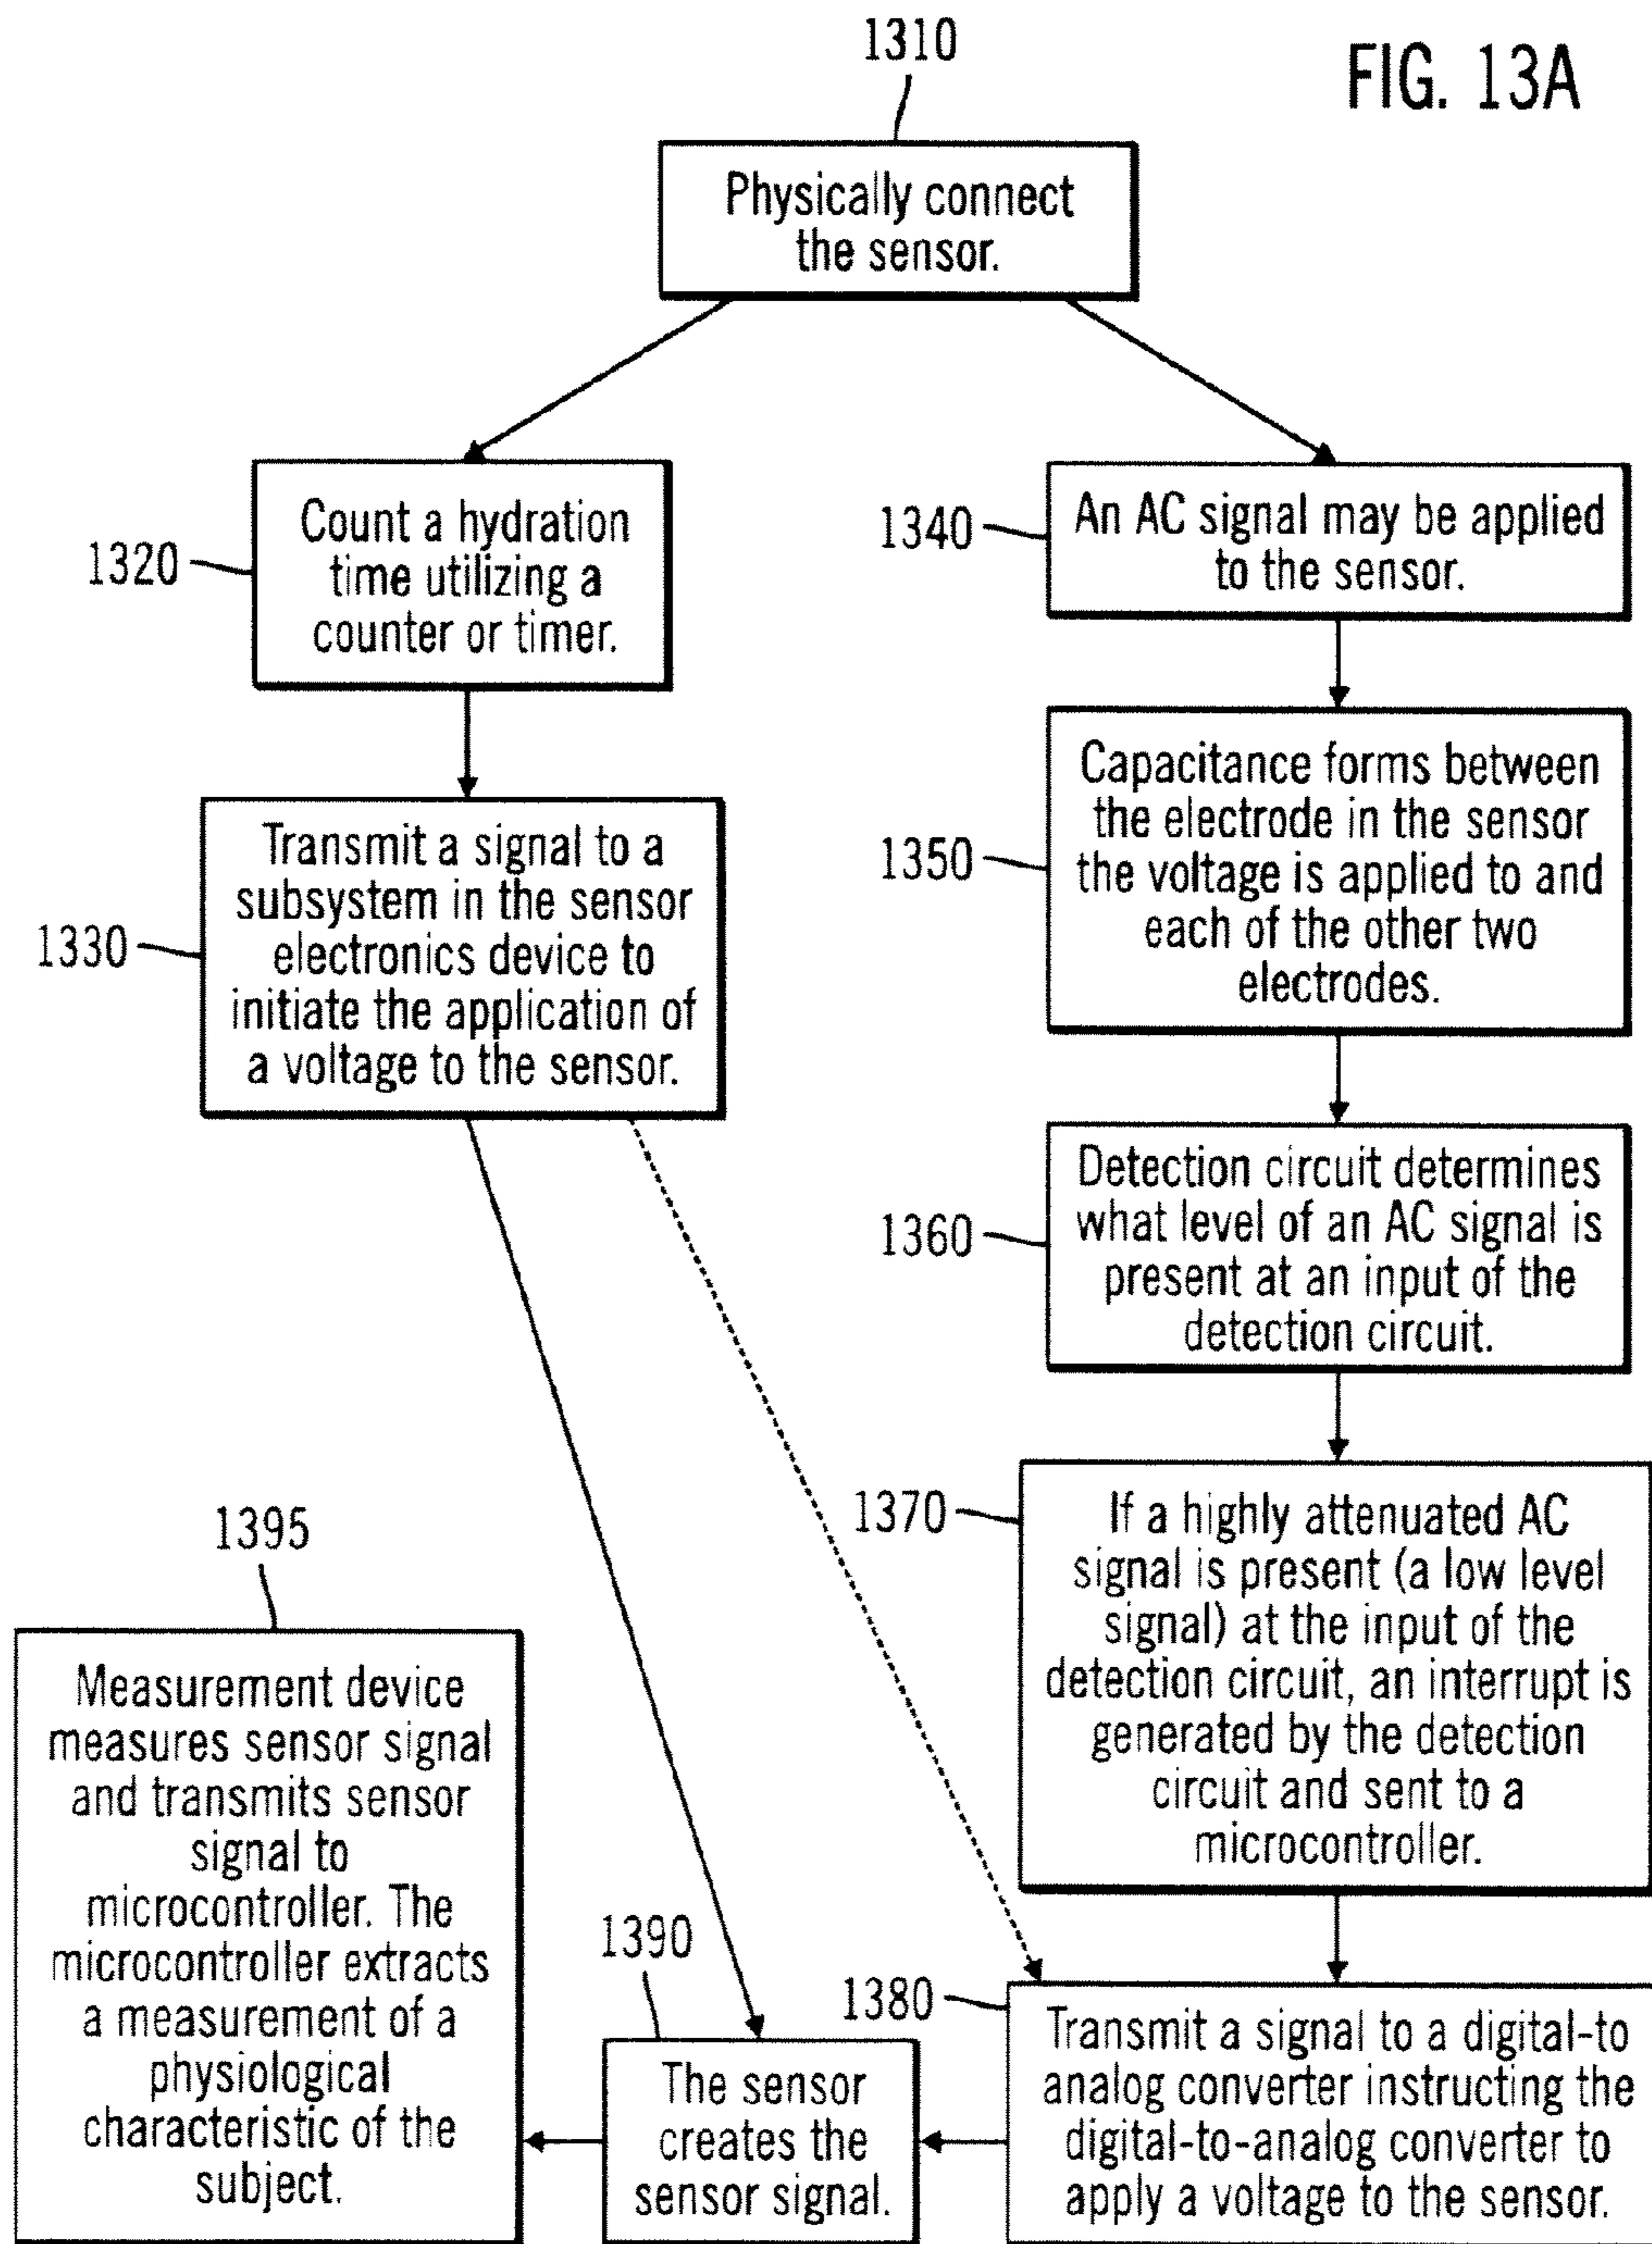 FIG. 13A
1310
Physically connect
the sensor.
1320
Count a hydration
time utilizing a
counter or timer.
1330
Transmit a signal to a
subsystem in the sensor
electronics device to
initiate the application of
a voltage to the sensor.
1340
An AC signal may be applied
to the sensor.
1350
Capacitance forms between
the electrode in the sensor
the voltage is applied to and
each of the other two
electrodes.
1360
Detection circuit determines
what level of an AC signal is
present at an input of the
detection circuit.
1370
If a highly attenuated AC
signal is present (a low level
signal) at the input of the
detection circuit, an interrupt is
generated by the detection
circuit and sent to a
microcontroller.
1380
Transmit a signal to a digital-to
analog converter instructing the
digital-to-analog converter to
apply a voltage to the sensor.
1390
The sensor
creates the
sensor signal.
1395
Measurement device
measures sensor signal
and transmits sensor
signal to
microcontroller. The
microcontroller extracts
a measurement of a
physiological
characteristic of the
subject.